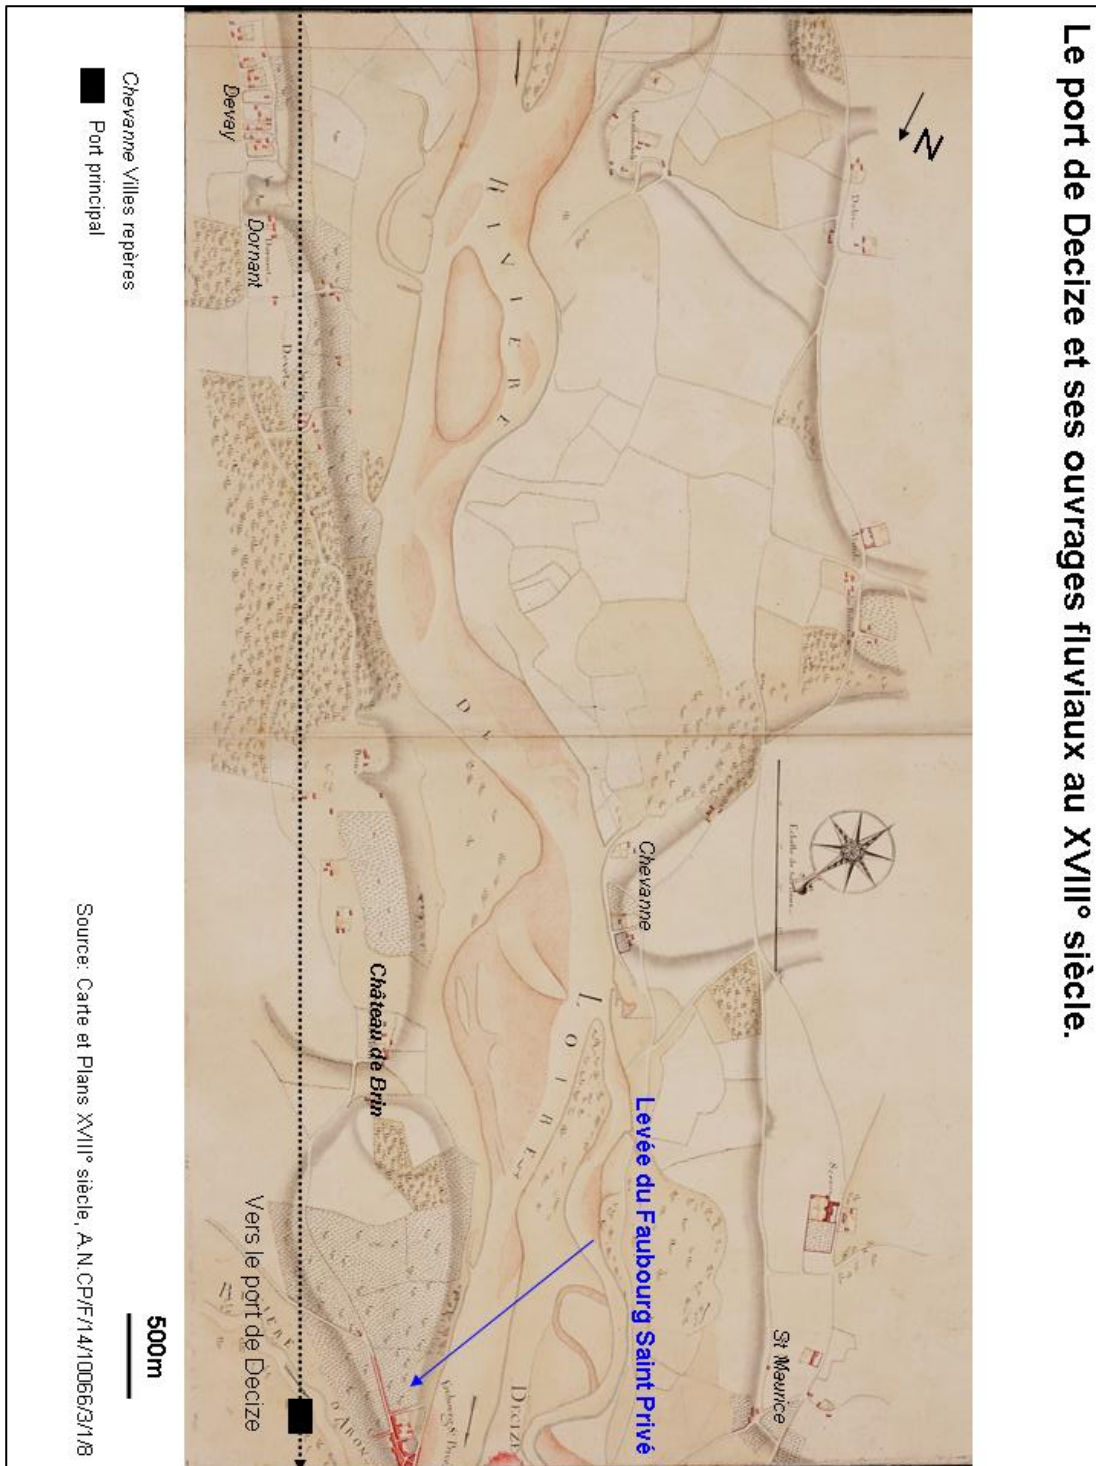 Le port de Decize et ses ouvrages fluviaux au XVIII° siècle.
N
Devay
Dornant
RIVIERE
DE
LOIRE
Chevanne
Château de Brin
Levée du Faubourg Saint Privé
St Maurice
DECIZE
Vers le port de Decize
D'ABON
Chevanne Villes repères
Port principal
500m
Source: Carte et Plans XVIII° siècle, A.N.CP/F/14/10066/3/1/8